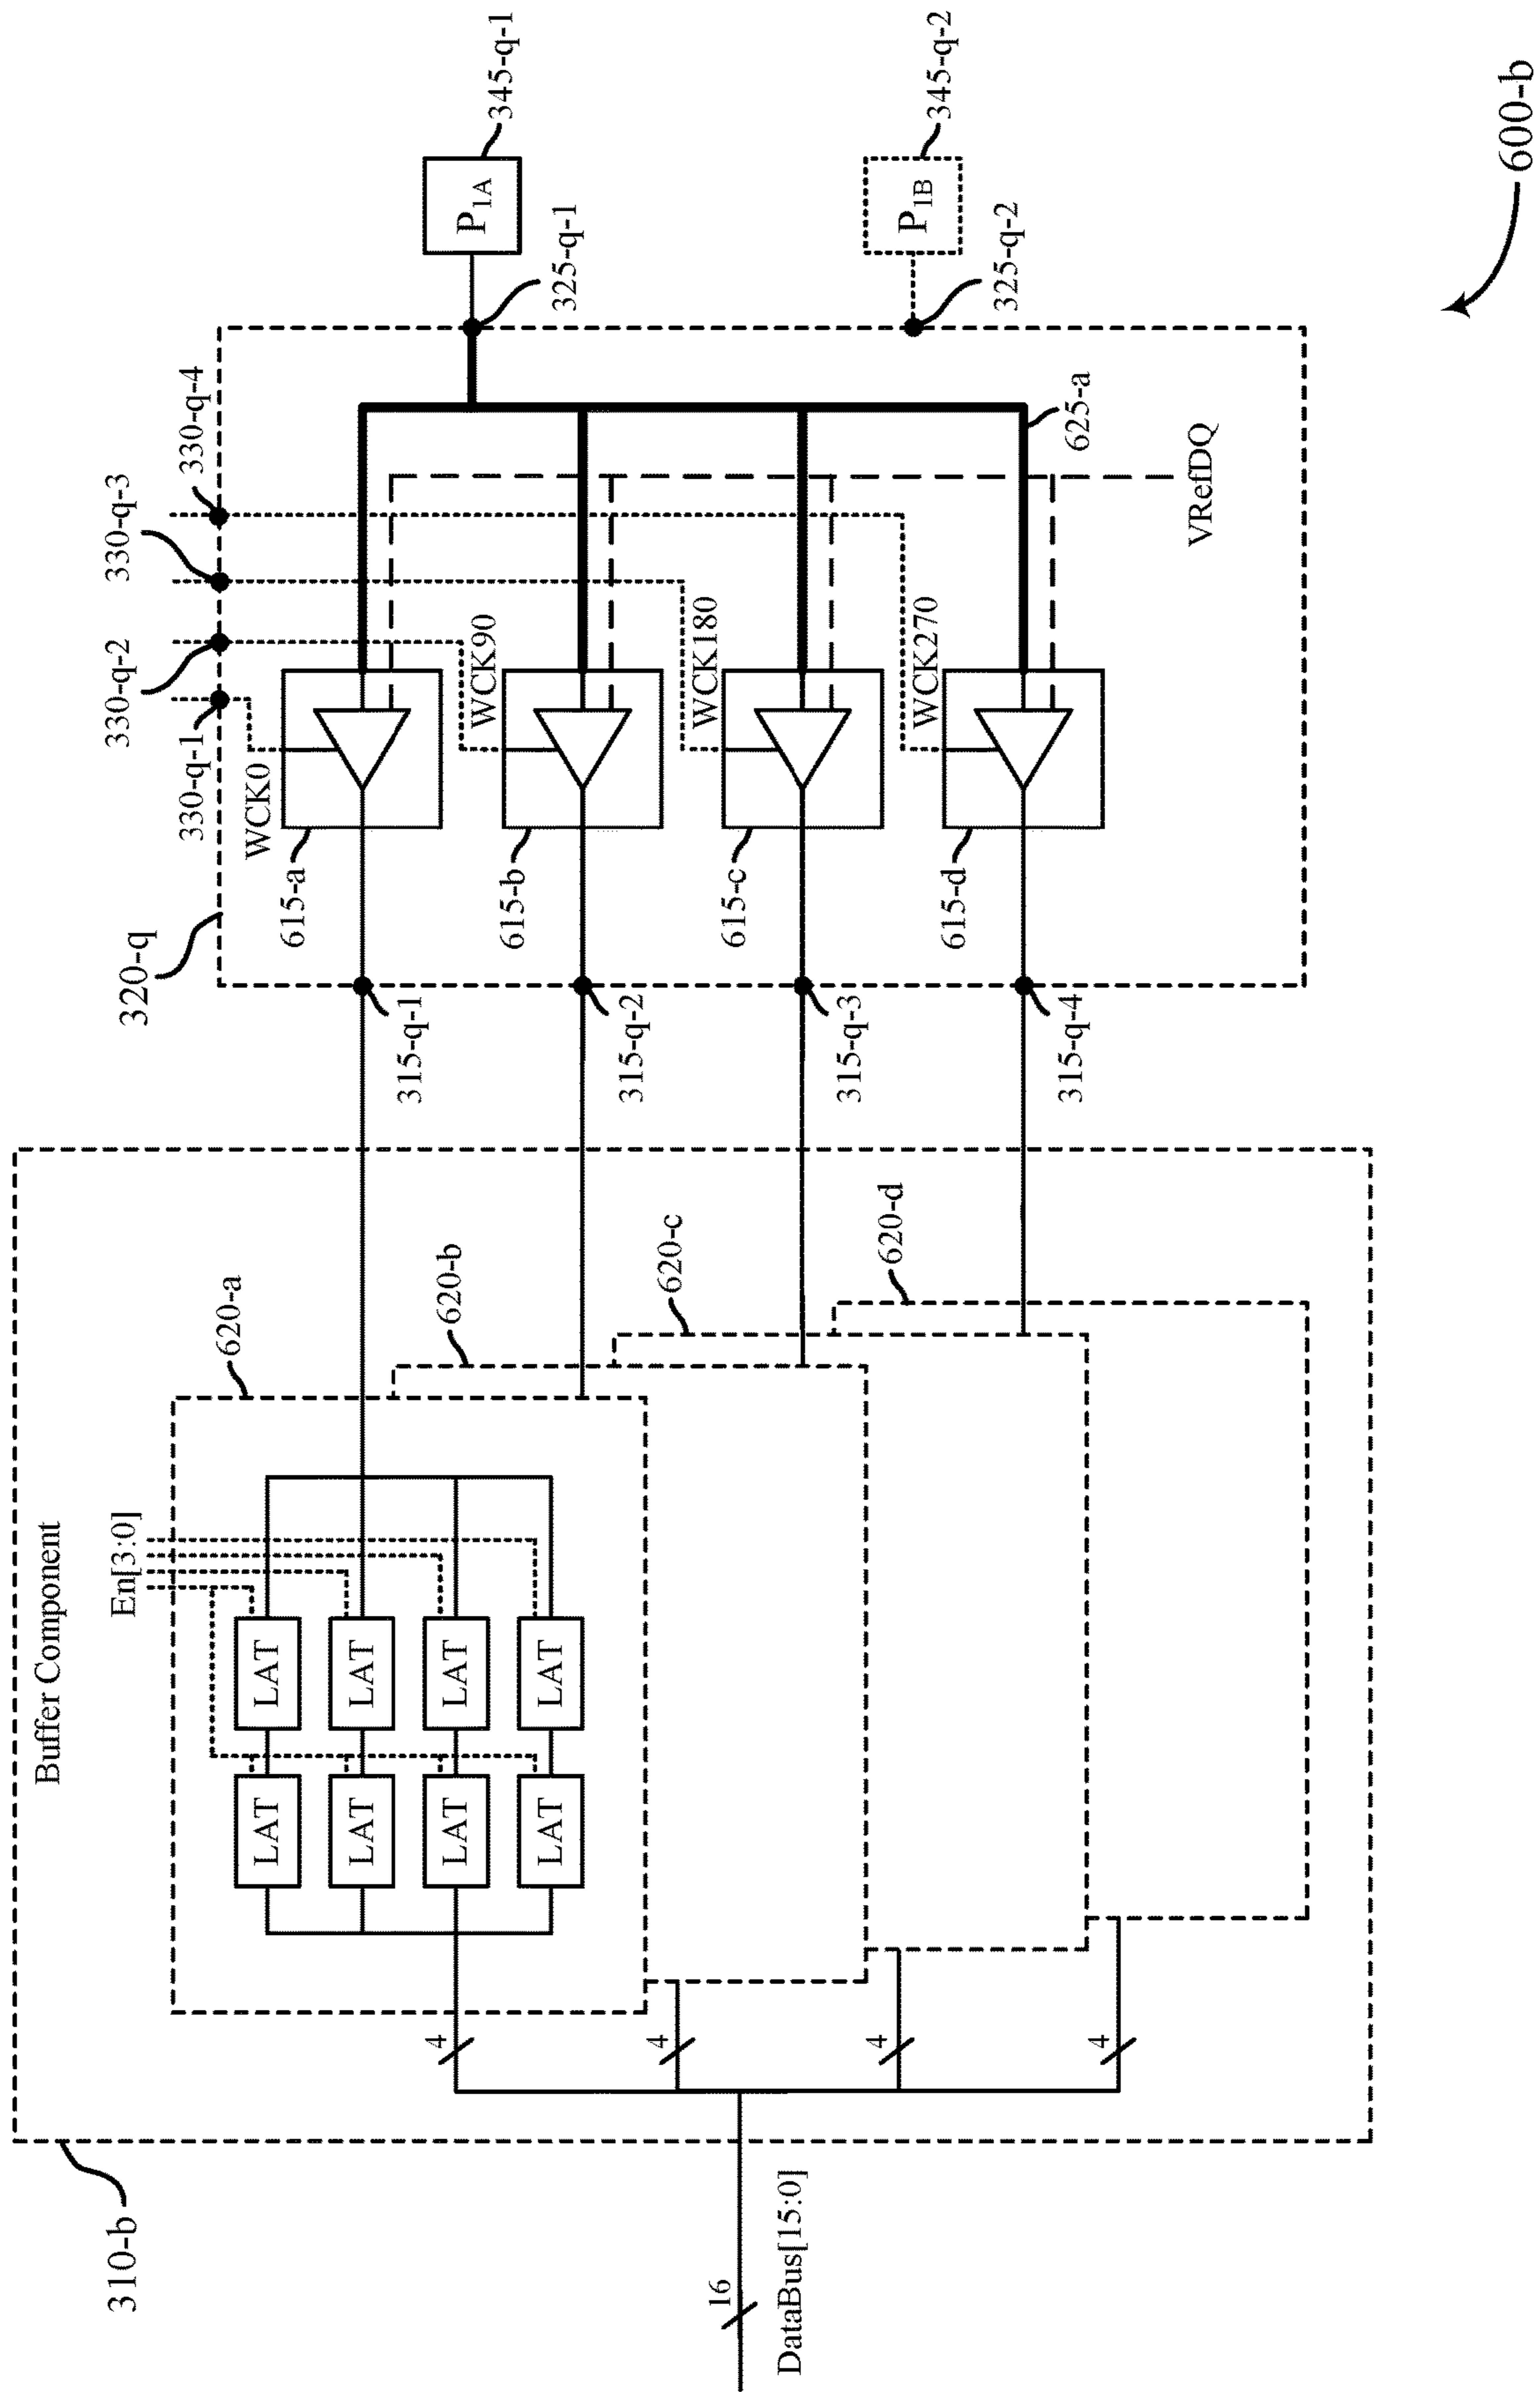 Buffer Component
310-b
16
DataBus[15:0]
4
4
4
4
En[3:0]
620-a
LAT
LAT
LAT
LAT
LAT
LAT
LAT
LAT
620-b
620-c
620-d
315-q-1
315-q-2
315-q-3
315-q-4
320-q
330-q-1
330-q-2
330-q-3
330-q-4
WCK0
WCK90
WCK180
WCK270
615-a
615-b
615-c
615-d
VRefDQ
625-a
325-q-1
325-q-2
P1A
P1B
345-q-1
345-q-2
600-b